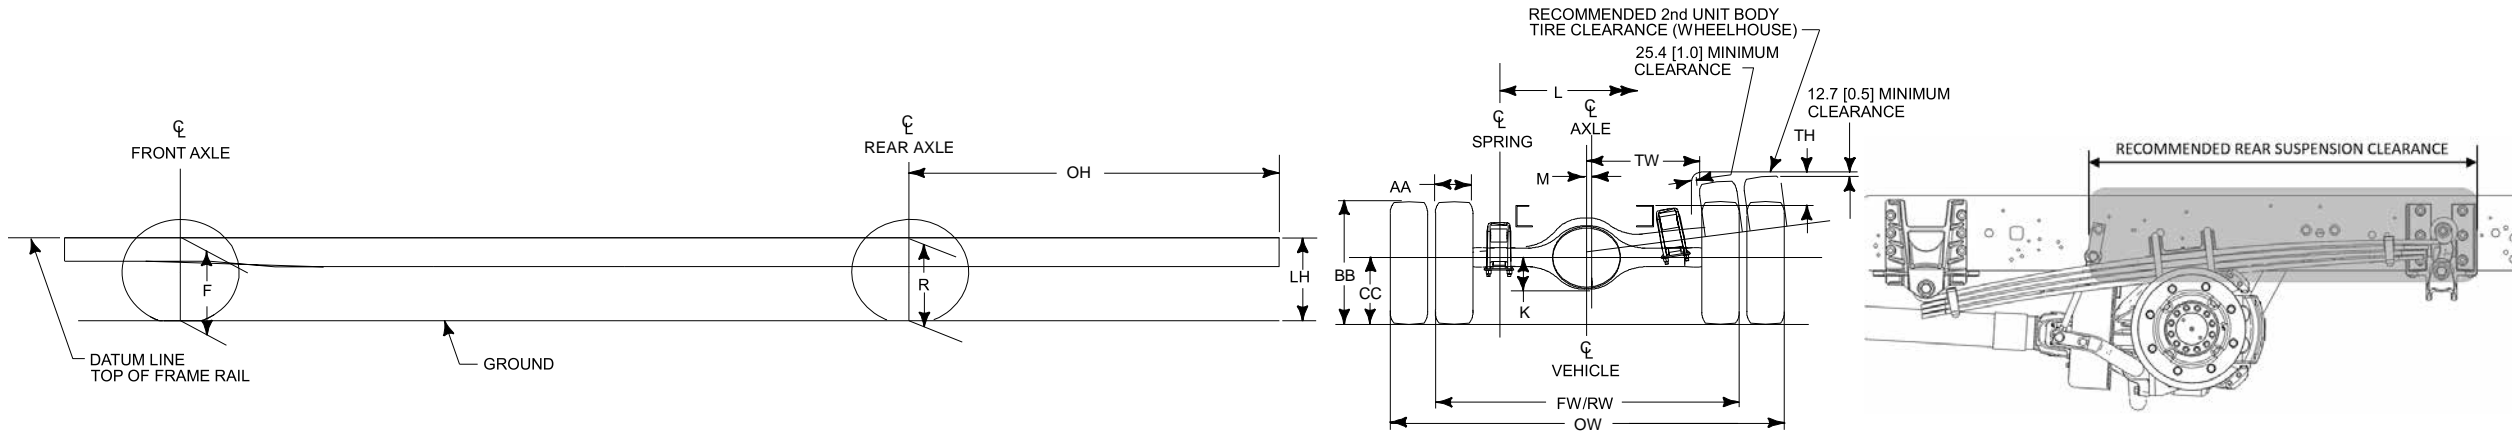 ℄
FRONT AXLE
℄
REAR AXLE
OH
F
R
LH
DATUM LINE
TOP OF FRAME RAIL
GROUND
RECOMMENDED 2nd UNIT BODY
TIRE CLEARANCE (WHEELHOUSE)
25.4 [1.0] MINIMUM
CLEARANCE
12.7 [0.5] MINIMUM
CLEARANCE
L
℄
SPRING
℄
AXLE
TH
TW
M
AA
BB
CC
K
℄
VEHICLE
FW/RW
OW
RECOMMENDED REAR SUSPENSION CLEARANCE